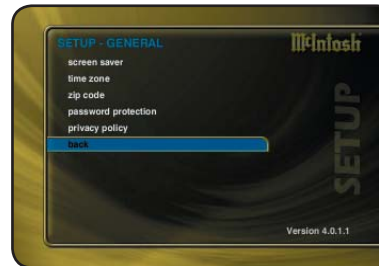 SETUP - GENERAL
McIntosh
screen saver
time zone
zip code
password protection
privacy policy
back
SETUP
Version 4.0.1.1